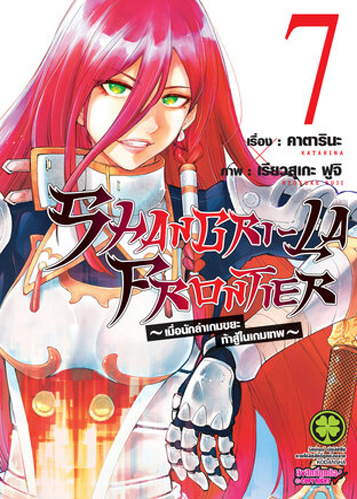 7
เรื่อง : คาตารินะ
KATARINA
ภาพ : เรียวสุเกะ ฟูจิ
RYOSUKE FUJI
SHANGRI-LA
FRONTIER
~เมื่อนักล่าเกมขยะ
ท้าสู้ในเกมเทพ~
KODANSHA